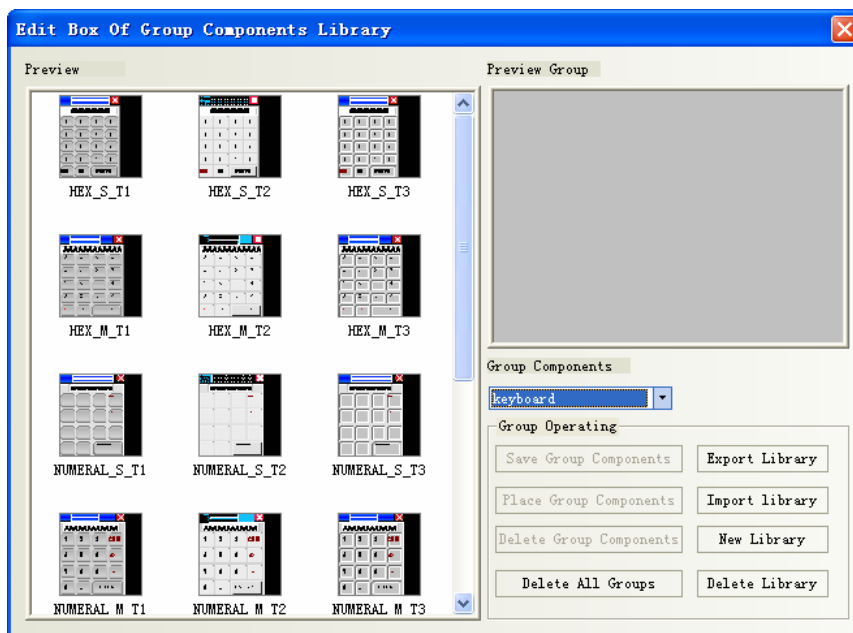 Edit Box Of Group Components Library
Preview
HEX_S_T1
HEX_S_T2
HEX_S_T3
HEX_M_T1
HEX_M_T2
HEX_M_T3
NUMERAL_S_T1
NUMERAL_S_T2
NUMERAL_S_T3
NUMERAL_M_T1
NUMERAL_M_T2
NUMERAL_M_T3
Preview Group
Group Components
keyboard
Group Operating
Save Group Components
Export Library
Place Group Components
Import library
Delete Group Components
New Library
Delete All Groups
Delete Library